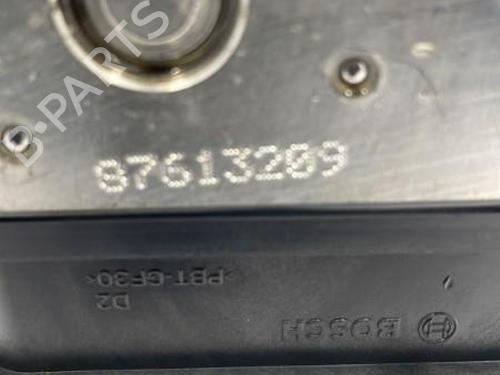 B-PARTS
87613209
>PBT-GF30<
D2
BOSCH